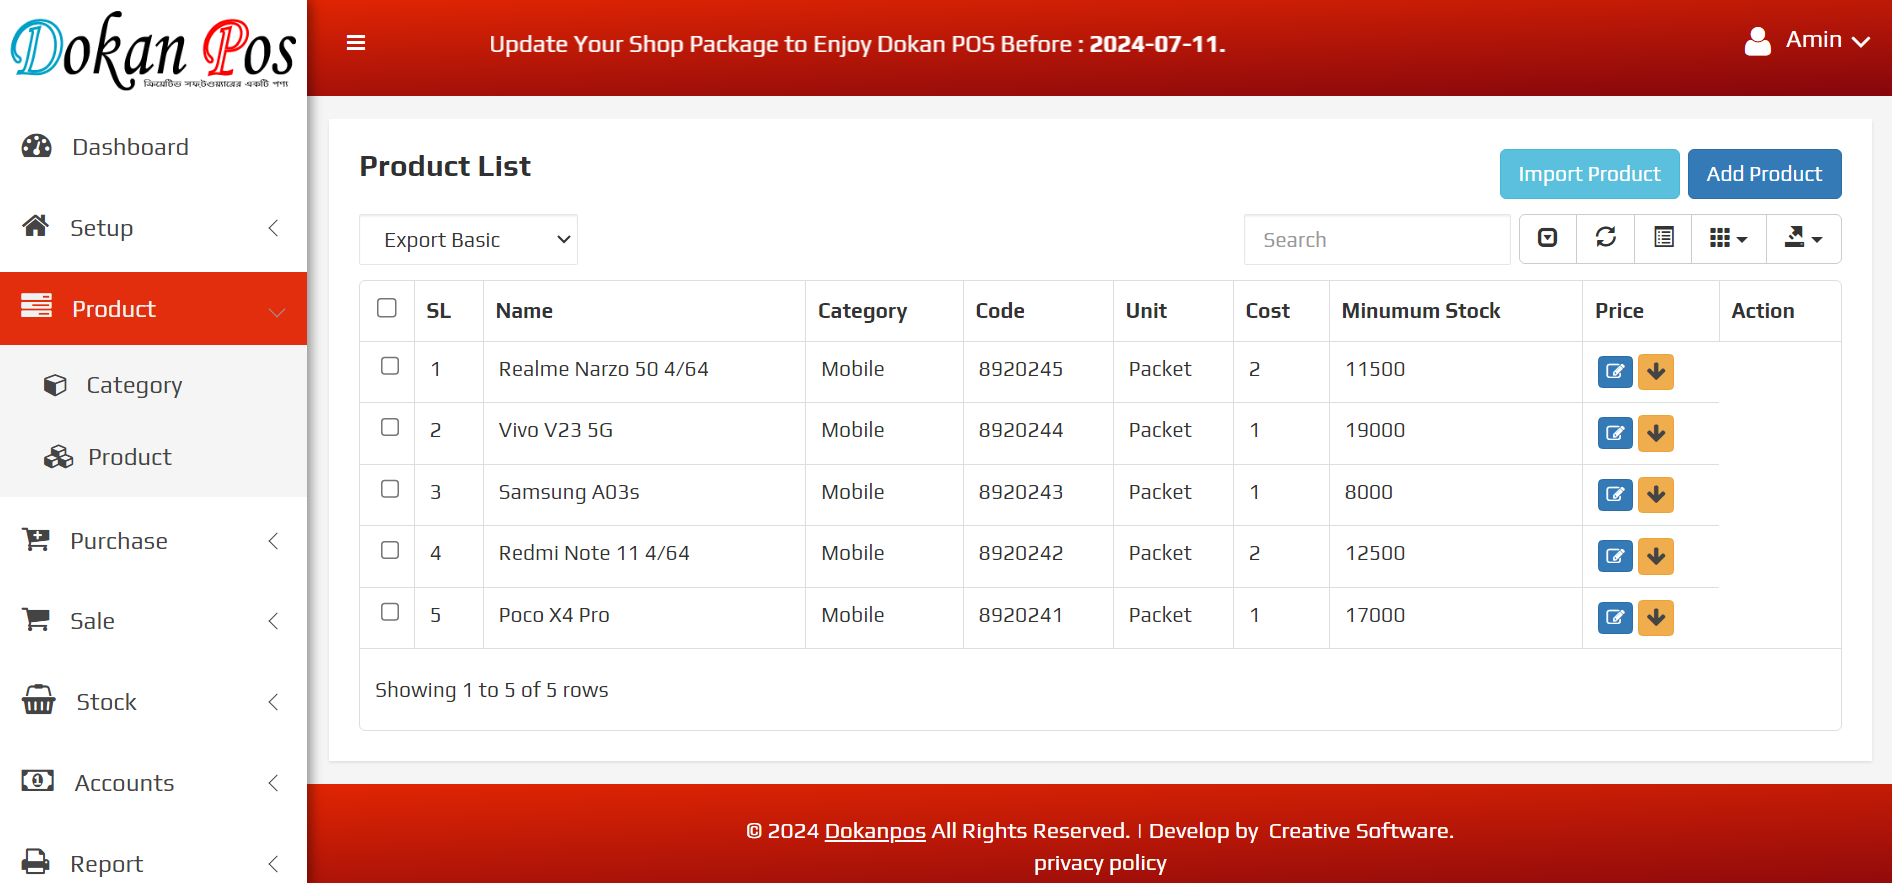 Dokan Pos
ক্রিয়েটিভ সফ্টওয়্যারের একটি পণ্য
Update Your Shop Package to Enjoy Dokan POS Before : 2024-07-11.
Amin
Dashboard
Setup
Product
Category
Product
Purchase
Sale
Stock
Accounts
Report
Product List
Import Product
Add Product
Export Basic
Search
SL Name Category Code Unit Cost Minumum Stock Price Action
1 Realme Narzo 50 4/64 Mobile 8920245 Packet 2 11500
2 Vivo V23 5G Mobile 8920244 Packet 1 19000
3 Samsung A03s Mobile 8920243 Packet 1 8000
4 Redmi Note 11 4/64 Mobile 8920242 Packet 2 12500
5 Poco X4 Pro Mobile 8920241 Packet 1 17000
Showing 1 to 5 of 5 rows
© 2024 Dokanpos All Rights Reserved. | Develop by Creative Software.
privacy policy